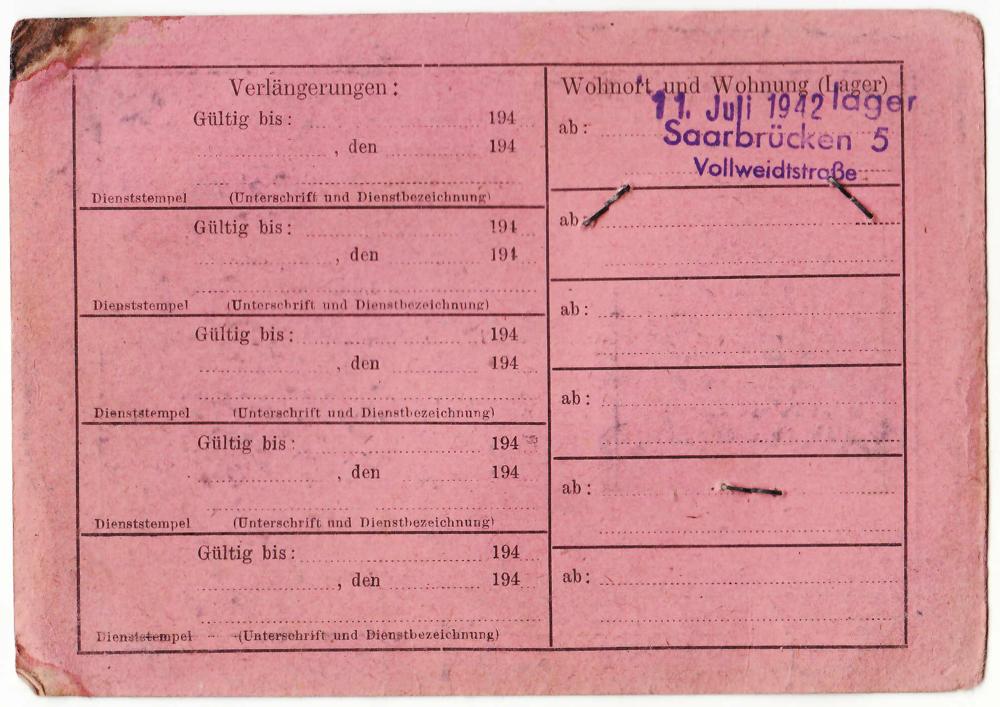 Verlängerungen:
Gültig bis: 194
, den 194
Dienststempel (Unterschrift und Dienstbezeichnung)
Gültig bis: 194
, den 194
Dienststempel (Unterschrift und Dienstbezeichnung)
Gültig bis: 194
, den 194
Dienststempel (Unterschrift und Dienstbezeichnung)
Gültig bis: 194
, den 194
Dienststempel (Unterschrift und Dienstbezeichnung)
Gültig bis: 194
, den 194
Dienststempel (Unterschrift und Dienstbezeichnung)
Wohnort und Wohnung (Lager)
11. Juli 1942 lager
ab: Saarbrücken 5
Vollweidtstraße
ab:
ab:
ab:
ab:
ab: